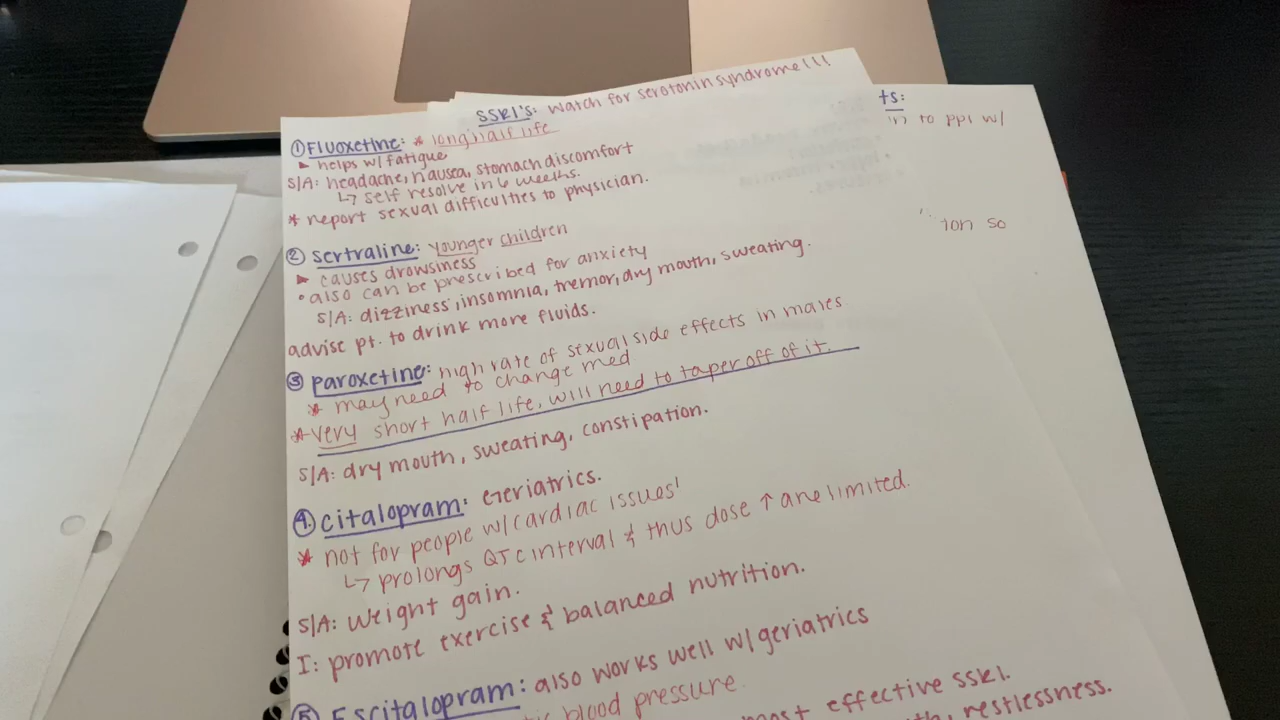 SSRI's: Watch for serotonin syndrome!!!
① Fluoxetine: * long half life
▸ helps w/ fatigue
S/A: headache, nausea, stomach discomfort
↳ self resolve in 6 weeks.
* report sexual difficulties to physician.
② sertraline: younger children
▸ causes drowsiness
• also can be prescribed for anxiety
S/A: dizziness, insomnia, tremor, dry mouth, sweating.
advise pt. to drink more fluids.
③ paroxetine: high rate of sexual side effects in males
* may need to change med
* very short half life, will need to taper off of it.
S/A: dry mouth, sweating, constipation.
④ citalopram: Geriatrics.
* not for people w/ cardiac issues!
↳ prolongs QTC interval & thus dose ↑ are limited.
S/A: weight gain.
I: promote exercise & balanced nutrition.
⑤ Escitalopram: also works well w/ geriatrics
blood pressure.
most effective SSRI.
restlessness.
ts:
in to ppl w/
ion so